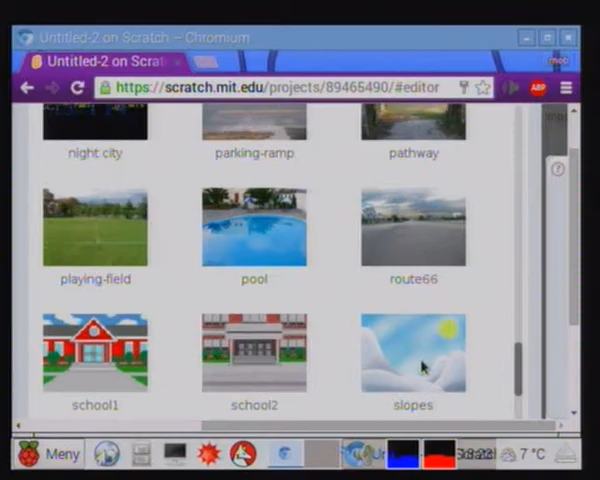 Untitled-2 on Scratch – Chromium
Untitled-2 on Scrat
https://scratch.mit.edu/projects/89465490/#editor
ABP
night city
parking-ramp
pathway
playing-field
pool
route66
school1
school2
slopes
Meny
7 °C